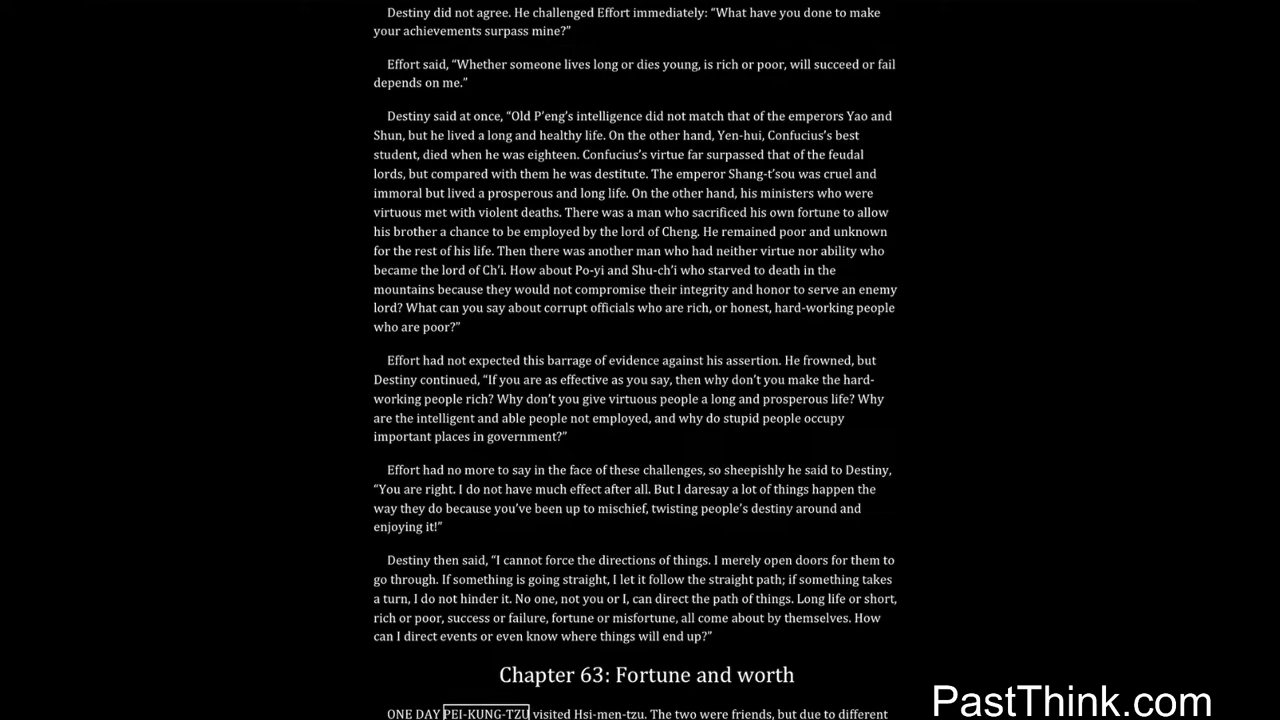 Destiny did not agree. He challenged Effort immediately: “What have you done to make
your achievements surpass mine?”
Effort said, “Whether someone lives long or dies young, is rich or poor, will succeed or fail
depends on me.”
Destiny said at once, “Old P’eng’s intelligence did not match that of the emperors Yao and
Shun, but he lived a long and healthy life. On the other hand, Yen-hui, Confucius’s best
student, died when he was eighteen. Confucius’s virtue far surpassed that of the feudal
lords, but compared with them he was destitute. The emperor Shang-t’sou was cruel and
immoral but lived a prosperous and long life. On the other hand, his ministers who were
virtuous met with violent deaths. There was a man who sacrificed his own fortune to allow
his brother a chance to be employed by the lord of Cheng. He remained poor and unknown
for the rest of his life. Then there was another man who had neither virtue nor ability who
became the lord of Ch’i. How about Po-yi and Shu-ch’i who starved to death in the
mountains because they would not compromise their integrity and honor to serve an enemy
lord? What can you say about corrupt officials who are rich, or honest, hard-working people
who are poor?”
Effort had not expected this barrage of evidence against his assertion. He frowned, but
Destiny continued, “If you are as effective as you say, then why don’t you make the hard-
working people rich? Why don’t you give virtuous people a long and prosperous life? Why
are the intelligent and able people not employed, and why do stupid people occupy
important places in government?”
Effort had no more to say in the face of these challenges, so sheepishly he said to Destiny,
“You are right. I do not have much effect after all. But I daresay a lot of things happen the
way they do because you’ve been up to mischief, twisting people’s destiny around and
enjoying it!”
Destiny then said, “I cannot force the directions of things. I merely open doors for them to
go through. If something is going straight, I let it follow the straight path; if something takes
a turn, I do not hinder it. No one, not you or I, can direct the path of things. Long life or short,
rich or poor, success or failure, fortune or misfortune, all come about by themselves. How
can I direct events or even know where things will end up?”
Chapter 63: Fortune and worth
ONE DAY PEI-KUNG-TZU visited Hsi-men-tzu. The two were friends, but due to different
PastThink.com